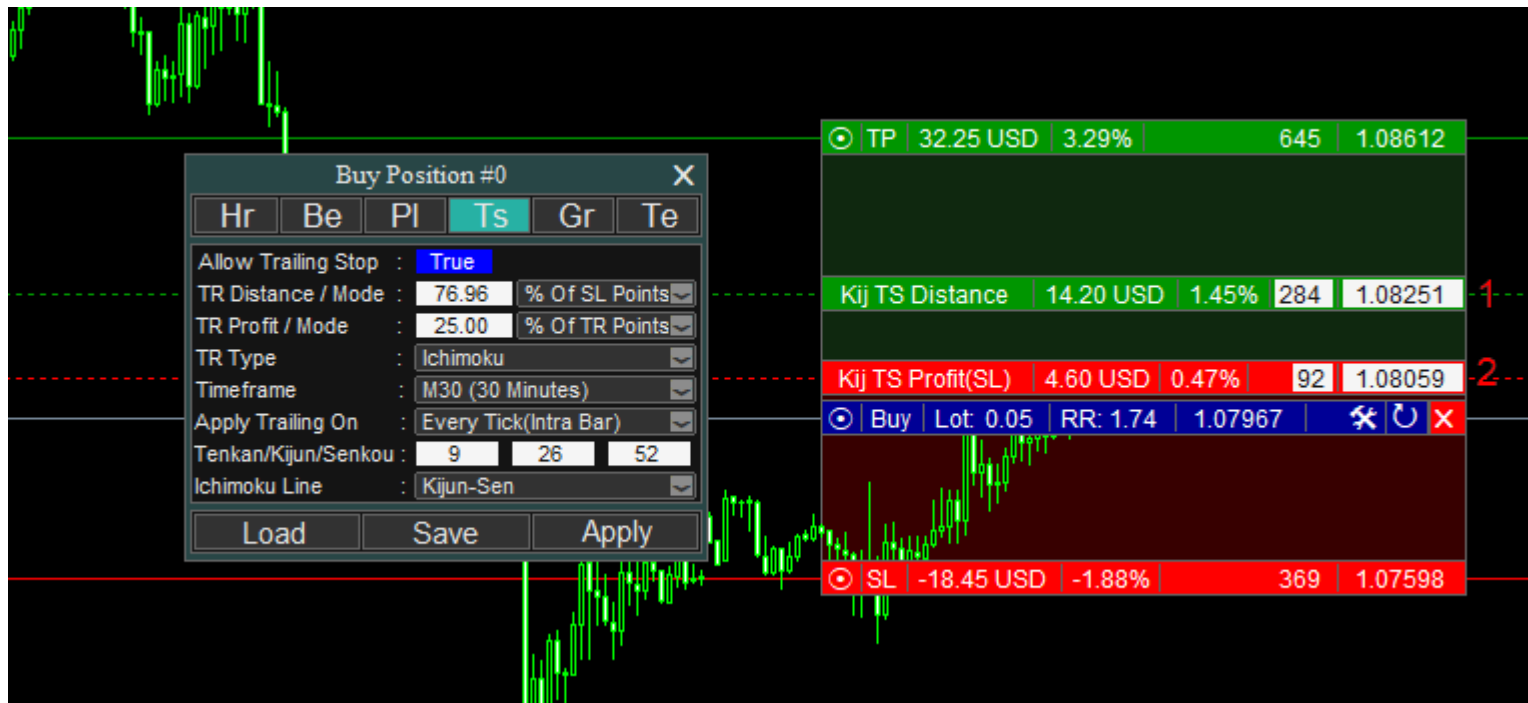 Buy Position #0 X
Hr Be Pl Ts Gr Te
Allow Trailing Stop : True
TR Distance / Mode : 76.96 % Of SL Points
TR Profit / Mode : 25.00 % Of TR Points
TR Type : Ichimoku
Timeframe : M30 (30 Minutes)
Apply Trailing On : Every Tick(Intra Bar)
Tenkan/Kijun/Senkou : 9 26 52
Ichimoku Line : Kijun-Sen
Load Save Apply
TP 32.25 USD 3.29% 645 1.08612
Kij TS Distance 14.20 USD 1.45% 284 1.08251 1
Kij TS Profit(SL) 4.60 USD 0.47% 92 1.08059 2
Buy Lot: 0.05 RR: 1.74 1.07967 X
SL -18.45 USD -1.88% 369 1.07598